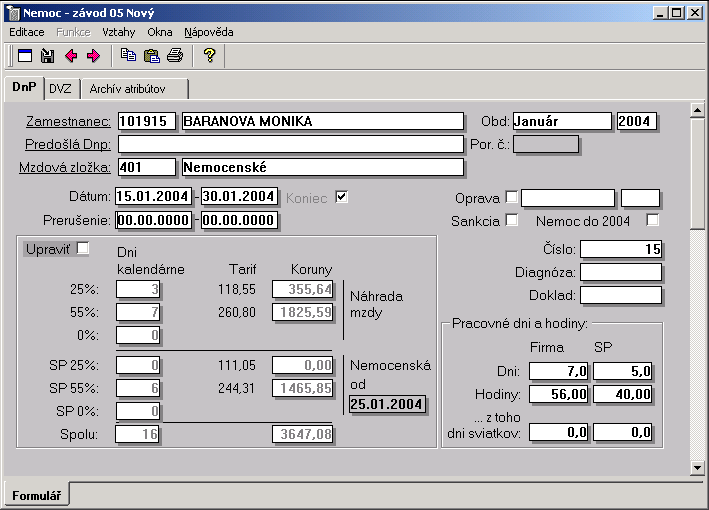 Nemoc - závod 05 Nový
Editace Funkce Vztahy Okna Nápověda
DnP DVZ Archív atribútov
Zamestnanec: 101915 BARANOVA MONIKA Obd: Január 2004
Predošlá Dnp: Por. č.:
Mzdová zložka: 401 Nemocenské
Dátum: 15.01.2004 - 30.01.2004 Koniec Oprava
Prerušenie: 00.00.0000 - 00.00.0000 Sankcia Nemoc do 2004
Upraviť Dni kalendárne Tarif Koruny
25%: 3 118,55 355,64
55%: 7 260,80 1825,59
0%: 0
Náhrada
mzdy
SP 25%: 0 111,05 0,00
SP 55%: 6 244,31 1465,85
SP 0%: 0
Nemocenská
od
25.01.2004
Spolu: 16 3647,08
Číslo: 15
Diagnóza:
Doklad:
Pracovné dni a hodiny:
Firma SP
Dni: 7,0 5,0
Hodiny: 56,00 40,00
... z toho
dni sviatkov: 0,0 0,0
Formulář